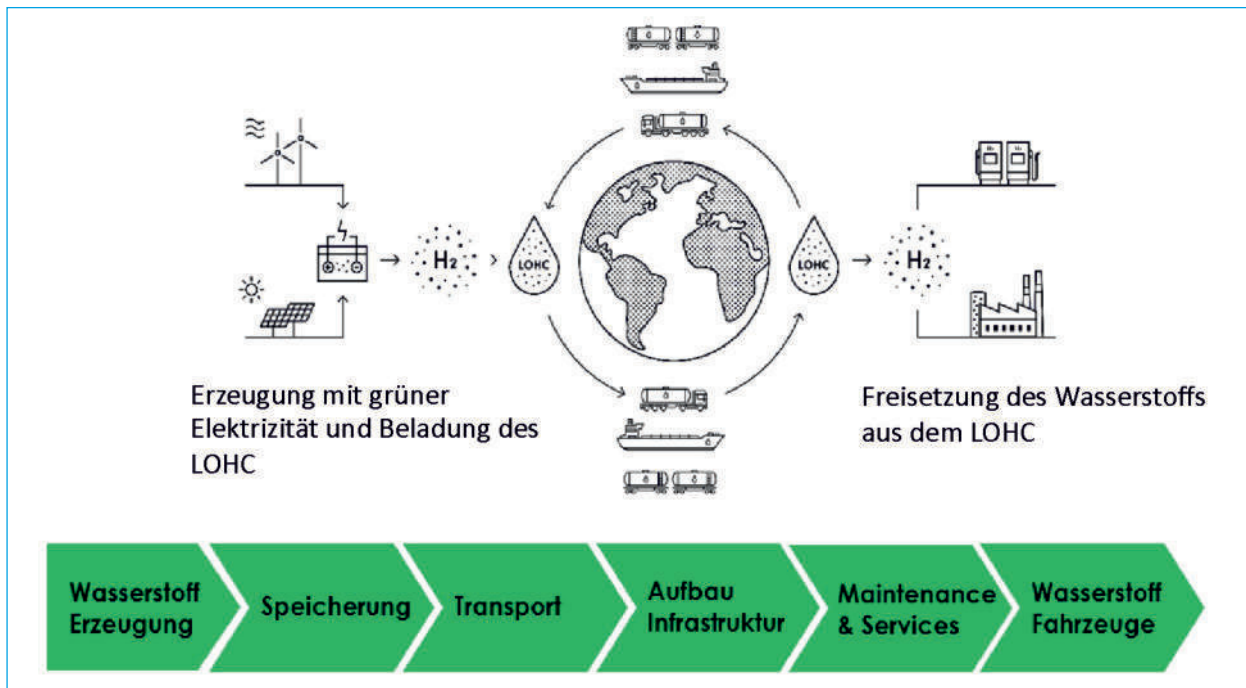 H2
LOHC
LOHC
H2
Erzeugung mit grüner
Elektrizität und Beladung des
LOHC
Freisetzung des Wasserstoffs
aus dem LOHC
Wasserstoff
Erzeugung
Speicherung
Transport
Aufbau
Infrastruktur
Maintenance
& Services
Wasserstoff
Fahrzeuge